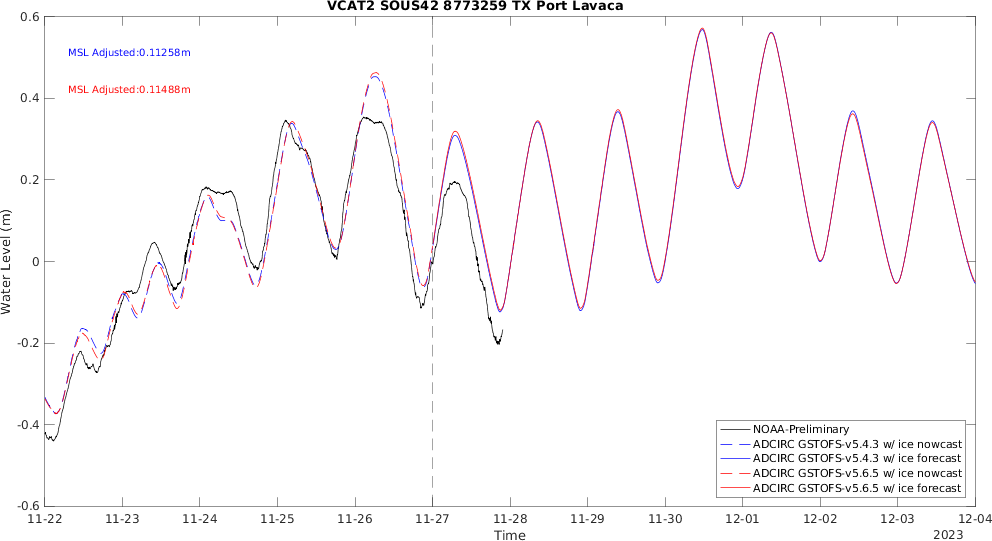 VCAT2 SOUS42 8773259 TX Port Lavaca
MSL Adjusted:0.11258m
MSL Adjusted:0.11488m
Water Level (m)
0.6
0.4
0.2
0
-0.2
-0.4
-0.6
NOAA-Preliminary
ADCIRC GSTOFS-v5.4.3 w/ ice nowcast
ADCIRC GSTOFS-v5.4.3 w/ ice forecast
ADCIRC GSTOFS-v5.6.5 w/ ice nowcast
ADCIRC GSTOFS-v5.6.5 w/ ice forecast
11-22 11-23 11-24 11-25 11-26 11-27 11-28 11-29 11-30 12-01 12-02 12-03 12-04
Time
2023